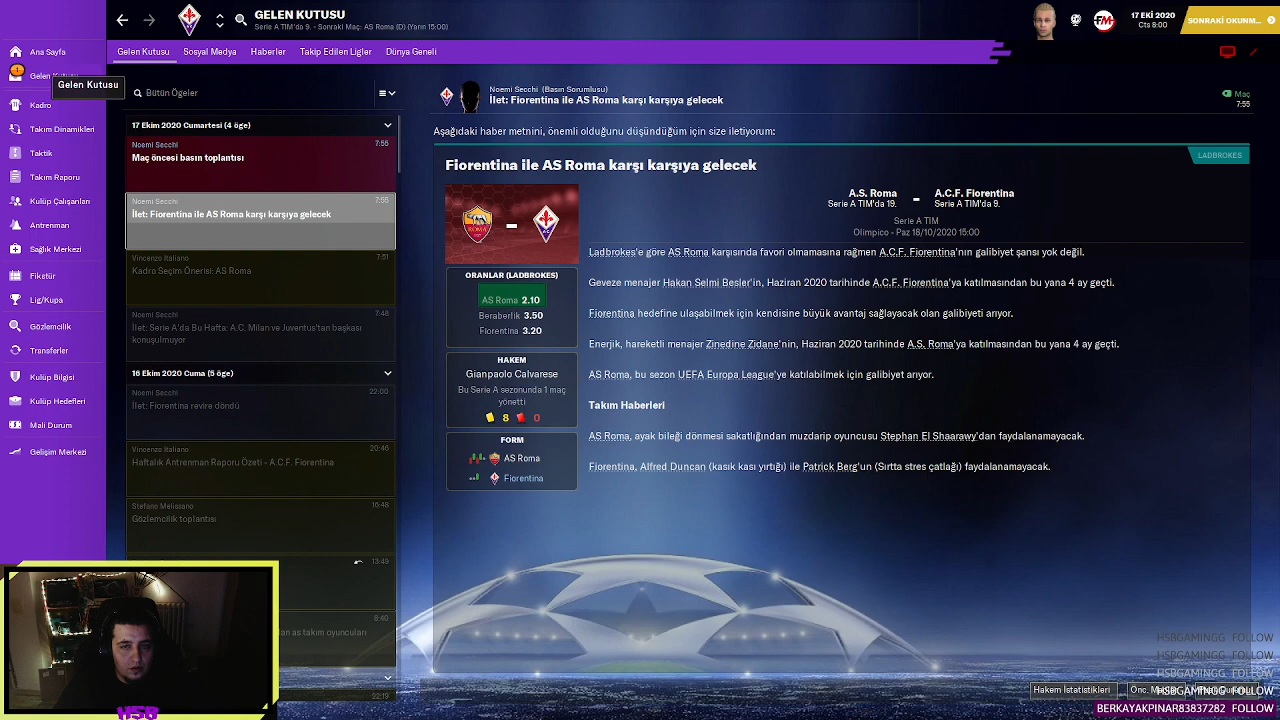 GELEN KUTUSU
Serie A TIM'da 9. - Sonraki Maç: AS Roma (D) (Yarın 15:00)
17 EKİ 2020
Cts 8:00
SONRAKİ OKUNM...
Ana Sayfa
Gelen Kutusu
Kadro
Takım Dinamikleri
Taktik
Takım Raporu
Kulüp Çalışanları
Antrenman
Sağlık Merkezi
Fikstür
Lig/Kupa
Gözlemcilik
Transferler
Kulüp Bilgisi
Kulüp Hedefleri
Mali Durum
Gelişim Merkezi
Gelen Kutusu
Sosyal Medya
Haberler
Takip Edilen Ligler
Dünya Geneli
Bütün Ögeler
17 Ekim 2020 Cumartesi (4 öge)
Noemi Secchi 7:55
Maç öncesi basın toplantısı
Noemi Secchi 7:55
İlet: Fiorentina ile AS Roma karşı karşıya gelecek
Vincenzo Italiano 7:51
Kadro Seçim Önerisi: AS Roma
Noemi Secchi 7:48
İlet: Serie A'da Bu Hafta: A.C. Milan ve Juventus'tan başkası
konuşulmuyor
16 Ekim 2020 Cuma (5 öge)
Noemi Secchi 22:00
İlet: Fiorentina revire döndü
Vincenzo Italiano 20:46
Haftalık Antrenman Raporu Özeti - A.C.F. Fiorentina
Stefano Melissano 16:48
Gözlemcilik toplantısı
13:49
8:40
as takım oyuncuları
22:19
Noemi Secchi (Basın Sorumlusu)
İlet: Fiorentina ile AS Roma karşı karşıya gelecek
Maç
7:55
Aşağıdaki haber metnini, önemli olduğunu düşündüğüm için size iletiyorum:
Fiorentina ile AS Roma karşı karşıya gelecek
LADBROKES
A.S. Roma - A.C.F. Fiorentina
Serie A TIM'da 19. Serie A TIM'da 9.
Serie A TIM
Olimpico - Paz 18/10/2020 15:00
Ladbrokes'e göre AS Roma karşısında favori olmamasına rağmen A.C.F. Fiorentina'nın galibiyet şansı yok değil.
Geveze menajer Hakan Selmi Besler'in, Haziran 2020 tarihinde A.C.F. Fiorentina'ya katılmasından bu yana 4 ay geçti.
Fiorentina hedefine ulaşabilmek için kendisine büyük avantaj sağlayacak olan galibiyeti arıyor.
Enerjik, hareketli menajer Zinedine Zidane'nin, Haziran 2020 tarihinde A.S. Roma'ya katılmasından bu yana 4 ay geçti.
AS Roma, bu sezon UEFA Europa League'ye katılabilmek için galibiyet arıyor.
Takım Haberleri
AS Roma, ayak bileği dönmesi sakatlığından muzdarip oyuncusu Stephan El Shaarawy'dan faydalanamayacak.
Fiorentina, Alfred Duncan (kasık kası yırtığı) ile Patrick Berg'un (Sırtta stres çatlağı) faydalanamayacak.
ORANLAR (LADBROKES)
AS Roma 2.10
Beraberlik 3.50
Fiorentina 3.20
HAKEM
Gianpaolo Calvarese
Bu Serie A sezonunda 1 maç
yönetti
8 0
FORM
AS Roma
Fiorentina
HSBGAMINGG FOLLOW
HSBGAMINGG FOLLOW
HSBGAMINGG FOLLOW
Hakem İstatistikleri
HSBGAMINGG FOLLOW
BERKAYAKPINAR83837282 FOLLOW
HSB